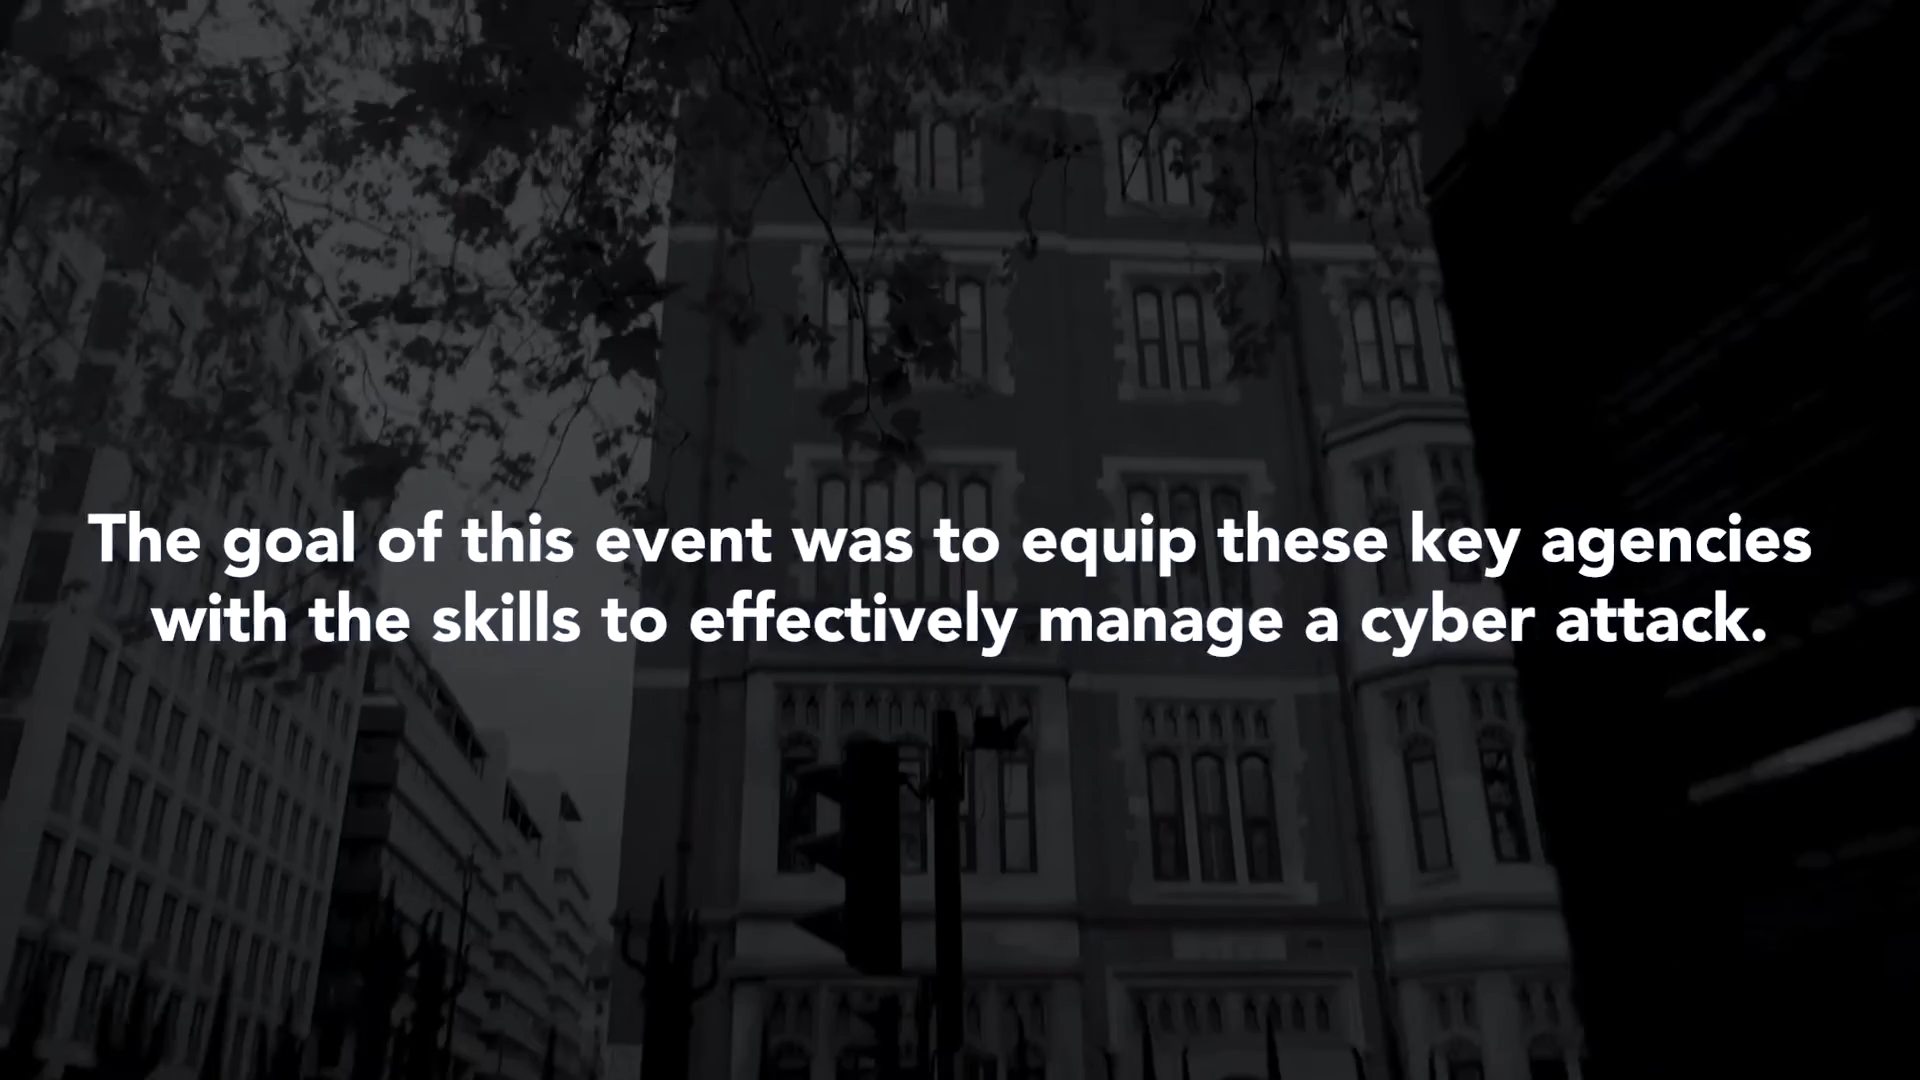 The goal of this event was to equip these key agencies
with the skills to effectively manage a cyber attack.